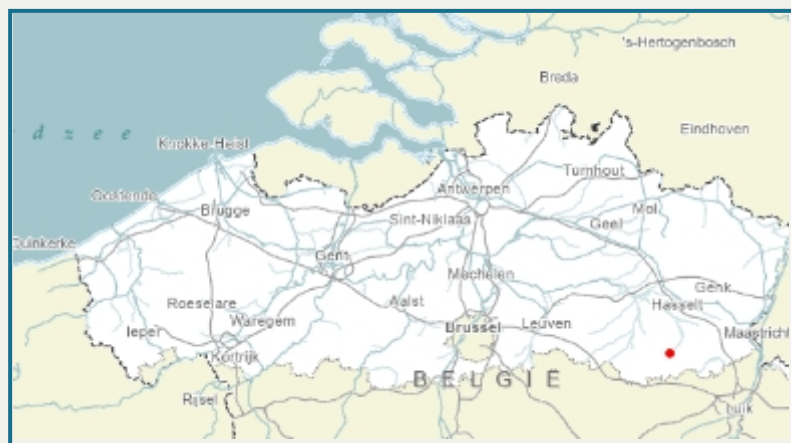 's-Hertogenbosch
Breda
d z e e
Eindhoven
Knokke-Heist
Turnhout
Oostende
Antwerpen
Brugge
Mol
Sint-Niklaas
Geel
Duinkerke
Gent
Mechelen
Genk
Roeselare
Aalst
Hasselt
Ieper
Waregem
Brussel
Leuven
Maastricht
Kortrijk
BELGIË
Rijsel
Luik